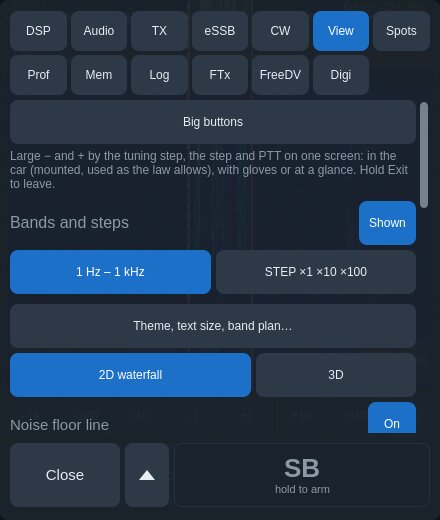 DSP Audio TX eSSB CW View Spots
Prof Mem Log FTx FreeDV Digi
Big buttons
Large − and + by the tuning step, the step and PTT on one screen: in the
car (mounted, used as the law allows), with gloves or at a glance. Hold Exit
to leave.
Bands and steps Shown
1 Hz – 1 kHz STEP ×1 ×10 ×100
Theme, text size, band plan…
2D waterfall 3D
Noise floor line On
Close SB
hold to arm